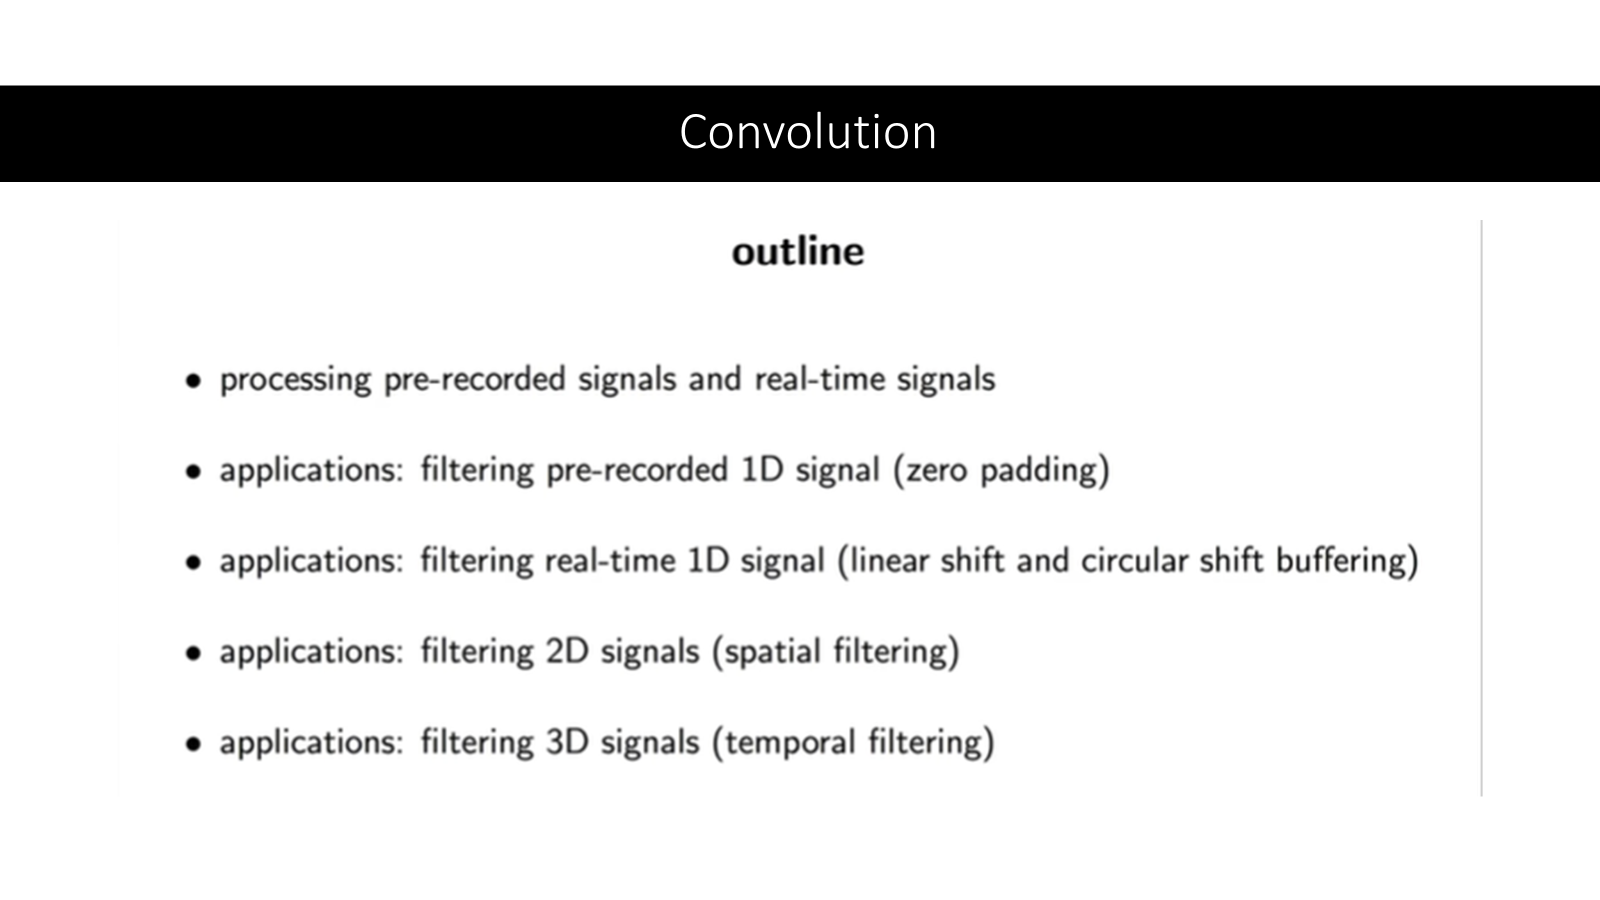 Convolution
outline
• processing pre-recorded signals and real-time signals
• applications: filtering pre-recorded 1D signal (zero padding)
• applications: filtering real-time 1D signal (linear shift and circular shift buffering)
• applications: filtering 2D signals (spatial filtering)
• applications: filtering 3D signals (temporal filtering)